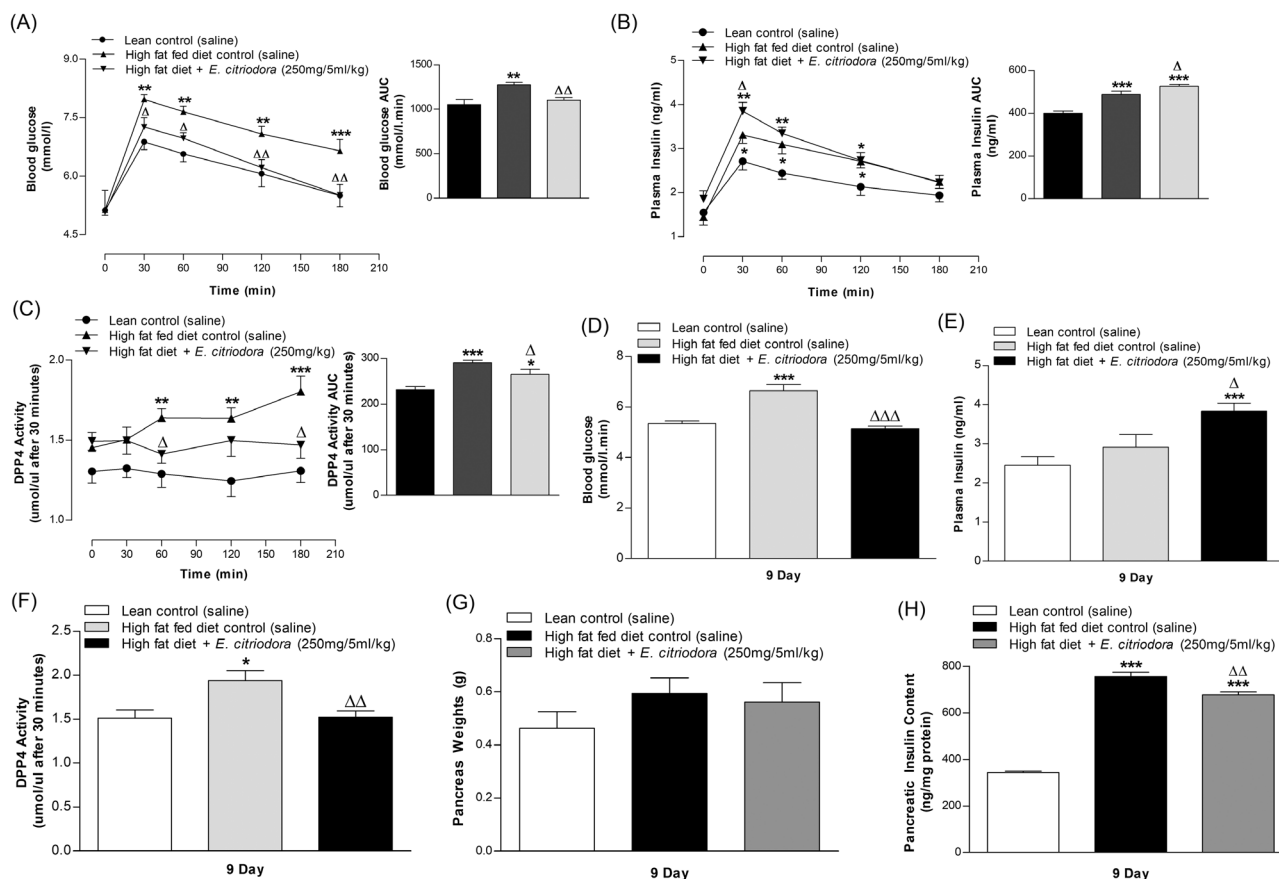 (A)
Lean control (saline)
High fat fed diet control (saline)
High fat diet + E. citriodora (250mg/5ml/kg)
Blood glucose
(mmol/l)
9.0
7.5
6.0
4.5
** ** ** ***
Δ Δ ΔΔ ΔΔ
0 30 60 90 120 150 180 210
Time (min)
Blood glucose AUC
(mmol/l.min)
1500
1000
500
0
** ΔΔ
(B)
Lean control (saline)
High fat fed diet control (saline)
High fat diet + E. citriodora (250mg/5ml/kg)
Plasma Insulin (ng/ml)
5
4
3
2
1
Δ
** ** *
* * *
0 30 60 90 120 150 180 210
Time (min)
Plasma Insulin AUC
(ng/ml)
600
400
200
0
Δ
*** ***
(C)
Lean control (saline)
High fat fed diet control (saline)
High fat diet + E. citriodora (250mg/kg)
DPP4 Activity
(umol/ul after 30 minutes)
2.0
1.5
1.0
** ** ***
Δ Δ
0 30 60 90 120 150 180 210
Time (min)
DPP4 Activity AUC
(umol/ul after 30 minutes)
300
200
100
0
Δ
*** *
(D)
Lean control (saline)
High fat fed diet control (saline)
High fat diet + E. citriodora (250mg/5ml/kg)
Blood glucose
(mmol/l.min)
8
6
4
2
0
*** ΔΔΔ
9 Day
(E)
Lean control (saline)
High fat fed diet control (saline)
High fat diet + E. citriodora (250mg/5ml/kg)
Plasma Insulin (ng/ml)
5
4
3
2
1
0
Δ
***
9 Day
(F)
Lean control (saline)
High fat fed diet control (saline)
High fat diet + E. citriodora (250mg/5ml/kg)
DPP4 Activity
(umol/ul after 30 minutes)
2.5
2.0
1.5
1.0
0.5
0.0
* ΔΔ
9 Day
(G)
Lean control (saline)
High fat fed diet control (saline)
High fat diet + E. citriodora (250mg/5ml/kg)
Pancreas Weights (g)
0.8
0.6
0.4
0.2
0.0
9 Day
(H)
Lean control (saline)
High fat fed diet control (saline)
High fat diet + E. citriodora (250mg/5ml/kg)
Pancreatic Insulin Content
(ng/mg protein)
800
600
400
200
0
ΔΔ
*** ***
9 Day